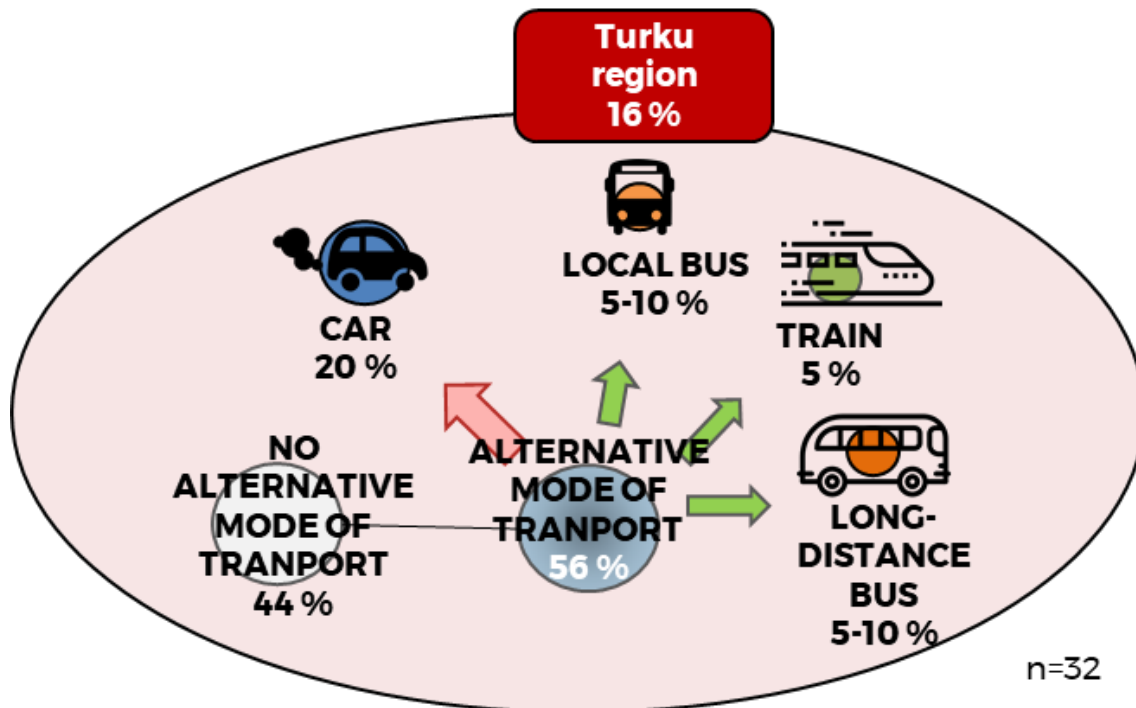 Turku
region
16 %
LOCAL BUS
5-10 %
CAR
20 %
TRAIN
5 %
NO
ALTERNATIVE
MODE OF
TRANPORT
44 %
ALTERNATIVE
MODE OF
TRANPORT
56 %
LONG-
DISTANCE
BUS
5-10 %
n=32